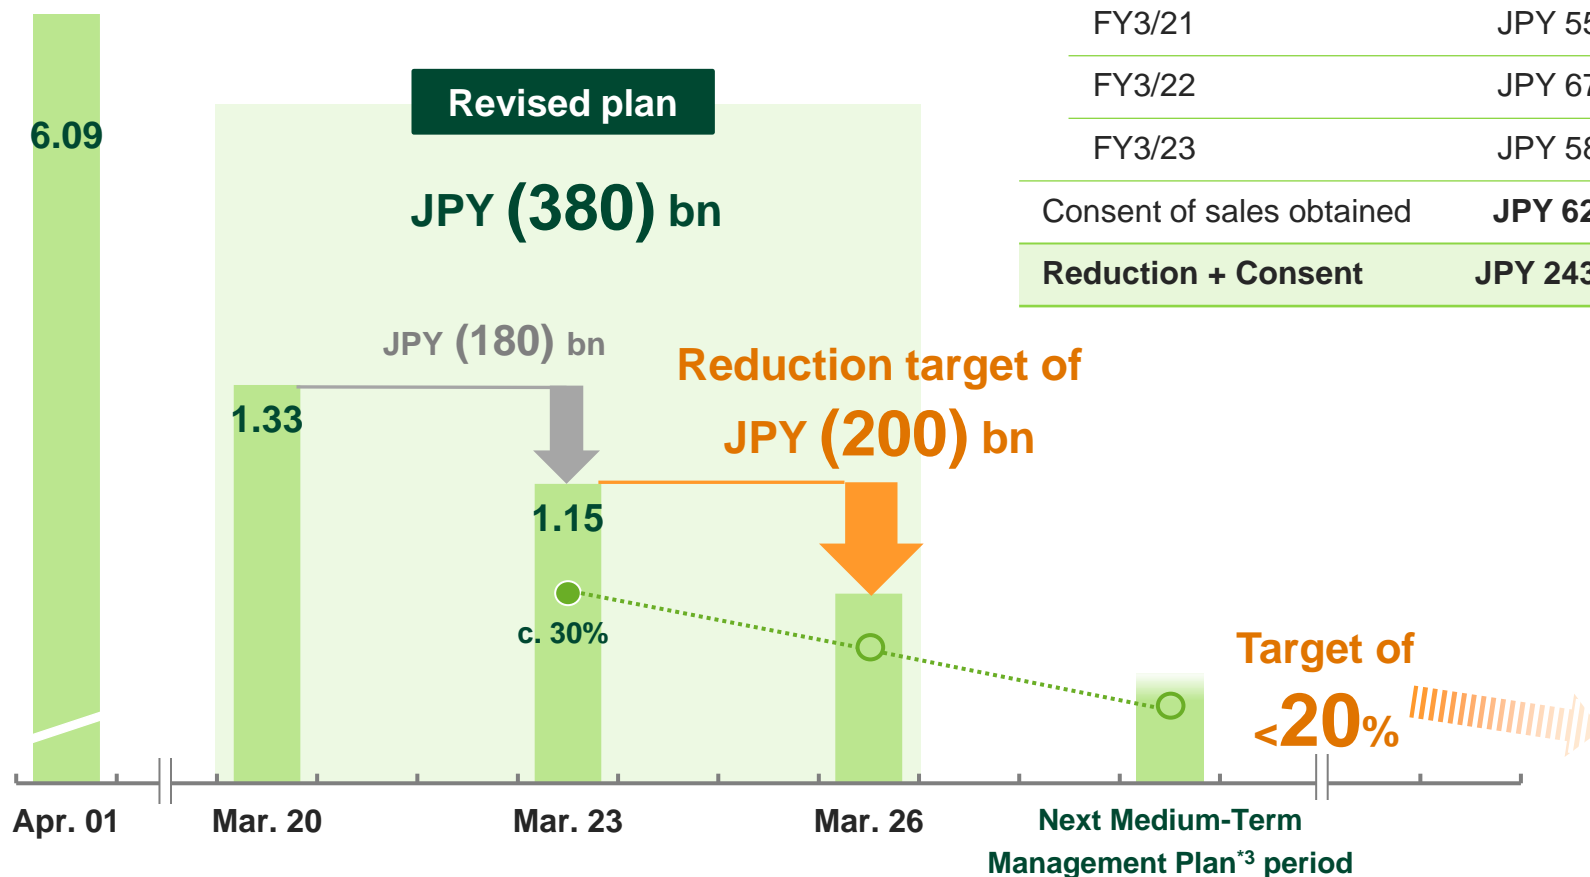 FY3/21 JPY 55
FY3/22 JPY 67
FY3/23 JPY 58
Consent of sales obtained JPY 62
Reduction + Consent JPY 243
Revised plan
JPY (380) bn
6.09
JPY (180) bn
1.33
Reduction target of
JPY (200) bn
1.15
c. 30%
Target of
<20%
Apr. 01 Mar. 20 Mar. 23 Mar. 26 Next Medium-Term
Management Plan*3 period